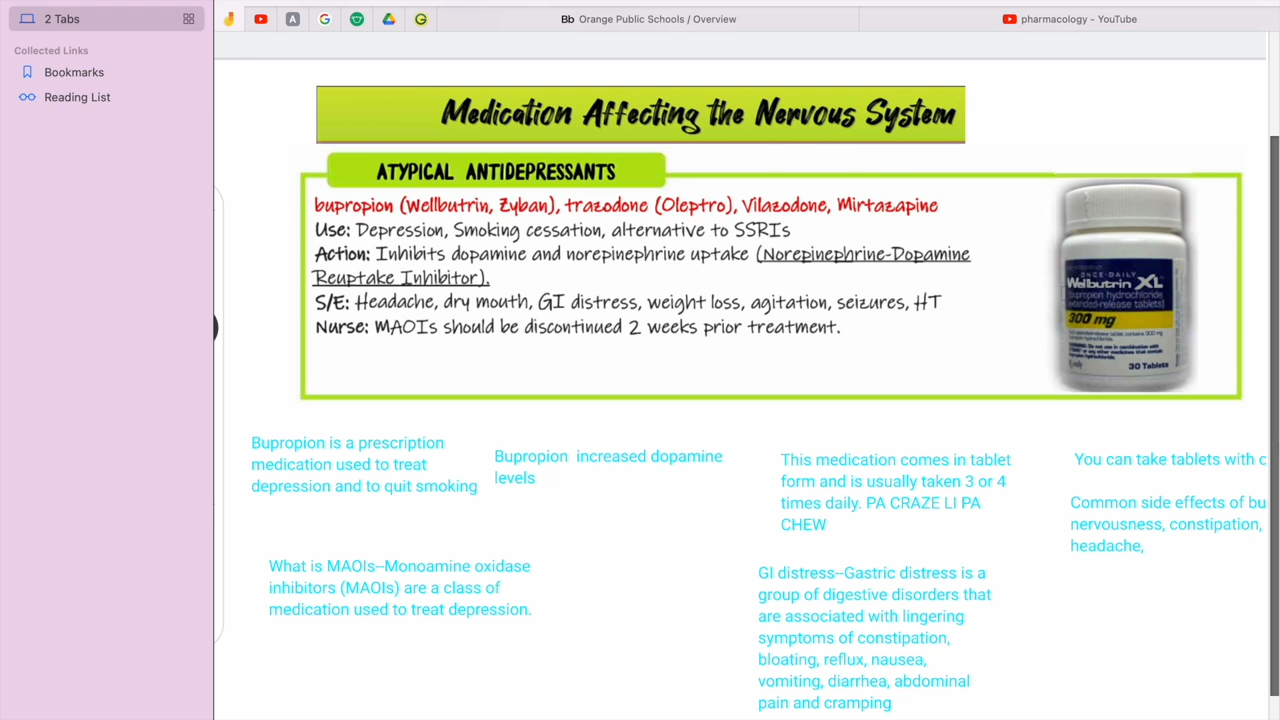 2 Tabs
Collected Links
Bookmarks
Reading List
Bb Orange Public Schools / Overview
pharmacology - YouTube
Medication Affecting the Nervous System
ATYPICAL ANTIDEPRESSANTS
bupropion (Wellbutrin, Zyban), trazodone (Oleptro), Vilazodone, Mirtazapine
Use: Depression, Smoking cessation, alternative to SSRIs
Action: Inhibits dopamine and norepinephrine uptake (Norepinephrine-Dopamine
Reuptake Inhibitor).
S/E: Headache, dry mouth, GI distress, weight loss, agitation, seizures, HT
Nurse: MAOIs should be discontinued 2 weeks prior treatment.
ONCE-DAILY
Wellbutrin XL
(bupropion hydrochloride
extended-release tablets)
300 mg
30 Tablets
Bupropion is a prescription
medication used to treat
depression and to quit smoking
Bupropion increased dopamine
levels
This medication comes in tablet
form and is usually taken 3 or 4
times daily. PA CRAZE LI PA
CHEW
You can take tablets with c
Common side effects of bu
nervousness, constipation,
headache,
What is MAOIs--Monoamine oxidase
inhibitors (MAOIs) are a class of
medication used to treat depression.
GI distress--Gastric distress is a
group of digestive disorders that
are associated with lingering
symptoms of constipation,
bloating, reflux, nausea,
vomiting, diarrhea, abdominal
pain and cramping